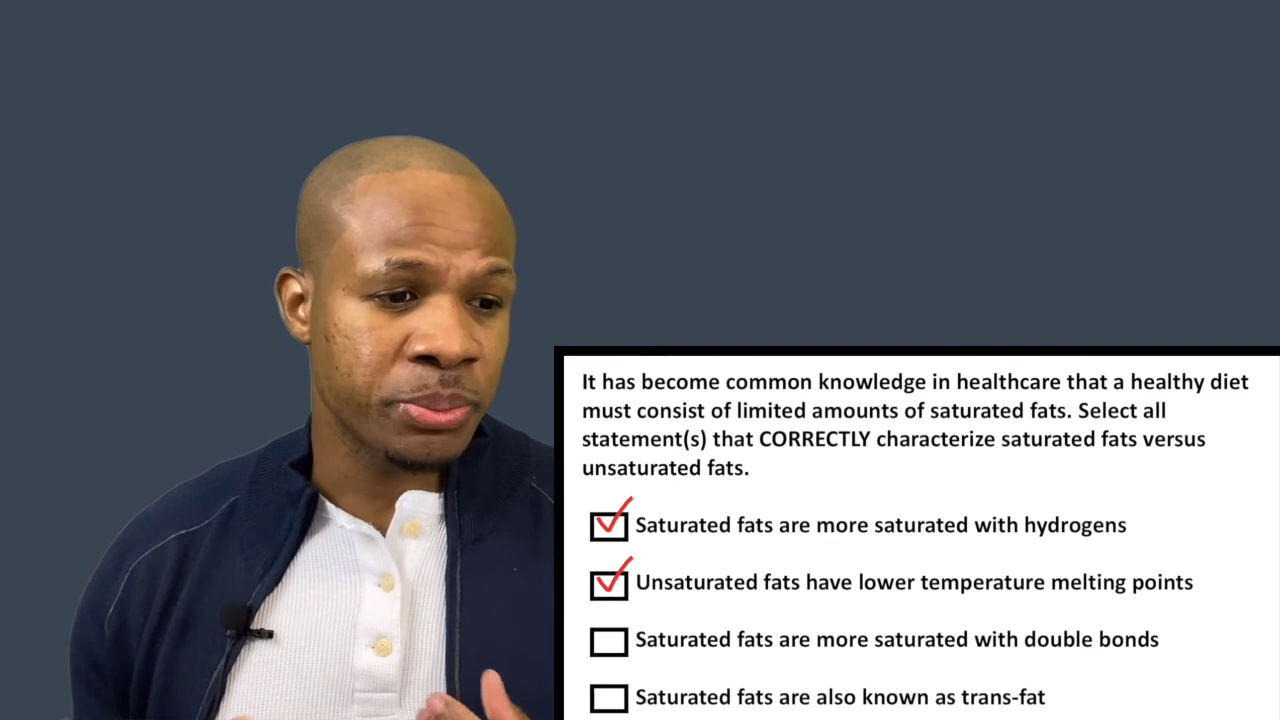 It has become common knowledge in healthcare that a healthy diet
must consist of limited amounts of saturated fats. Select all
statement(s) that CORRECTLY characterize saturated fats versus
unsaturated fats.
Saturated fats are more saturated with hydrogens
Unsaturated fats have lower temperature melting points
Saturated fats are more saturated with double bonds
Saturated fats are also known as trans-fat